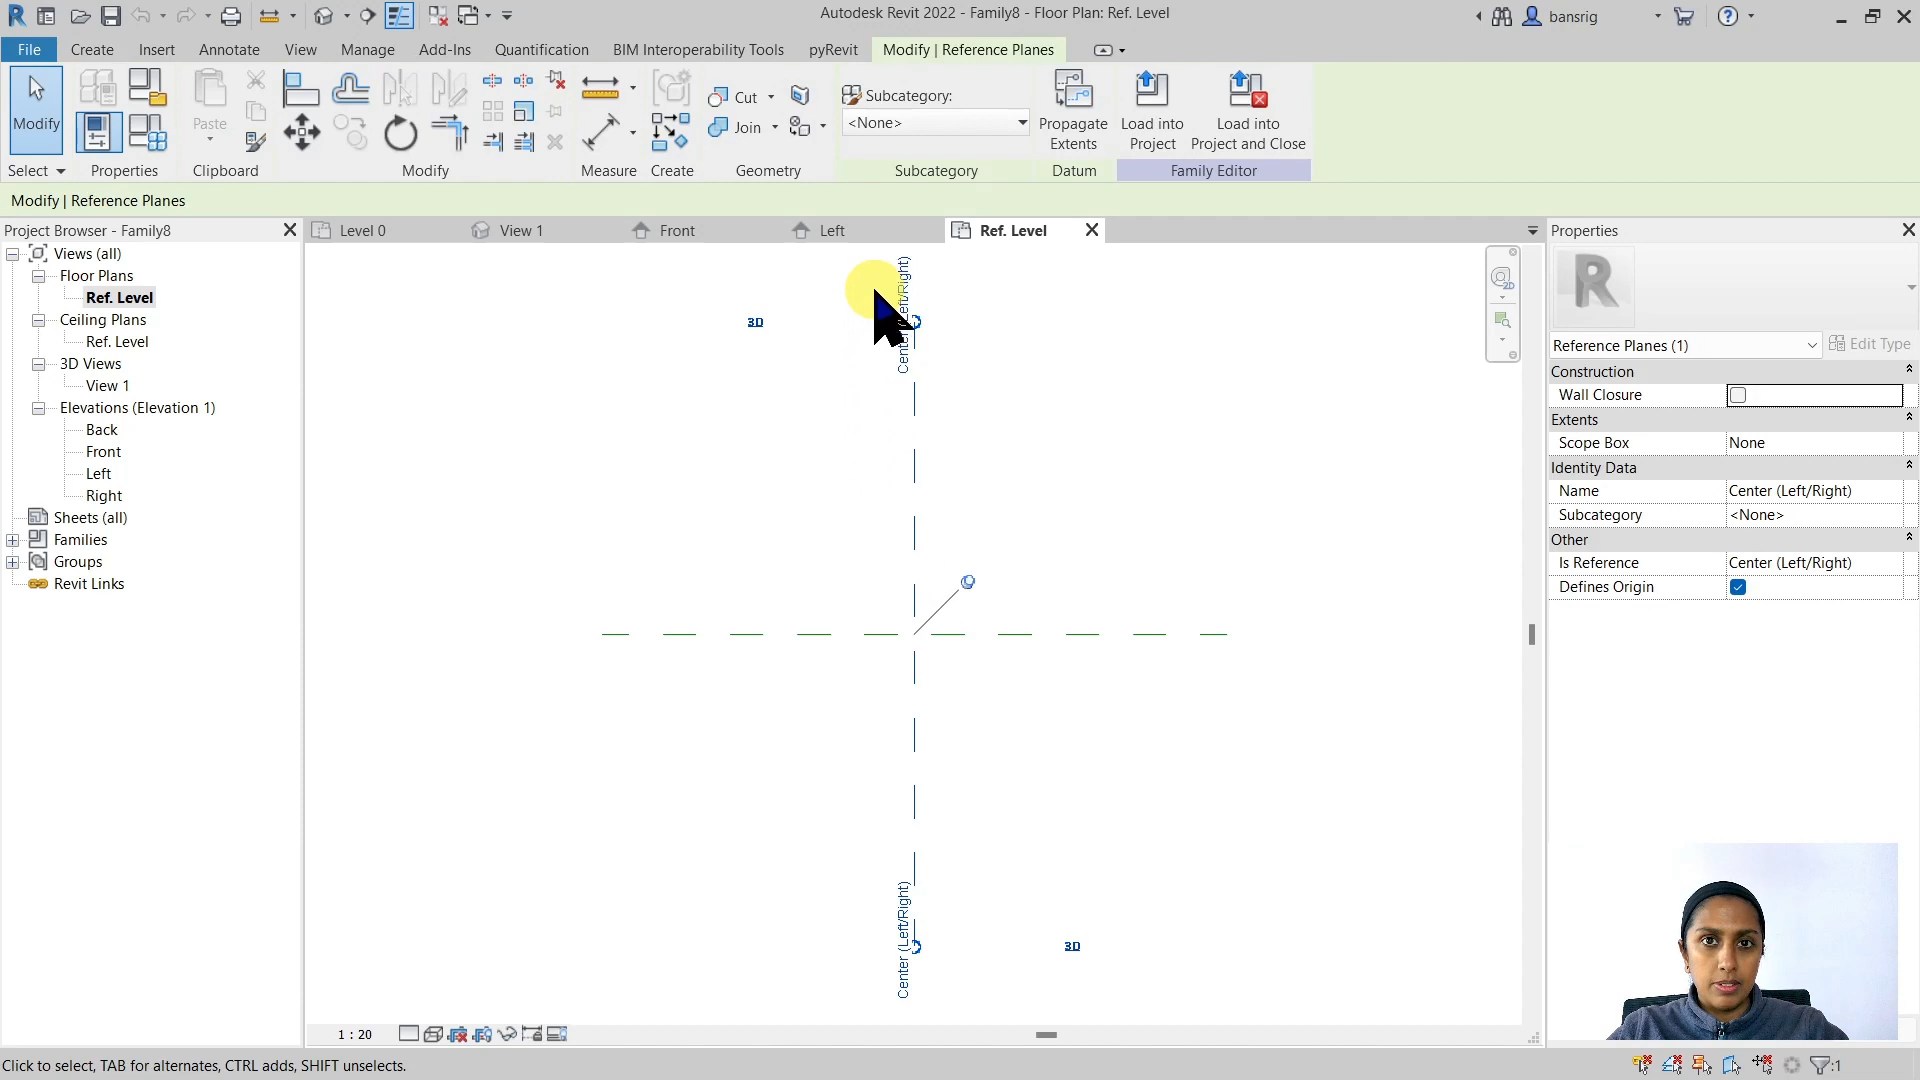 Autodesk Revit 2022 - Family8 - Floor Plan: Ref. Level
bansrig
File
Create
Insert
Annotate
View
Manage
Add-Ins
Quantification
BIM Interoperability Tools
pyRevit
Modify | Reference Planes
Modify
Paste
Cut
Join
Subcategory:
<None>
Propagate
Extents
Load into
Project
Load into
Project and Close
Select
Properties
Clipboard
Modify
Measure
Create
Geometry
Subcategory
Datum
Family Editor
Modify | Reference Planes
Project Browser - Family8
Views (all)
Floor Plans
Ref. Level
Ceiling Plans
Ref. Level
3D Views
View 1
Elevations (Elevation 1)
Back
Front
Left
Right
Sheets (all)
Families
Groups
Revit Links
Level 0
View 1
Front
Left
Ref. Level
2D
3D
Center (Left/Right)
Center (Left/Right)
3D
1 : 20
Properties
R
Reference Planes (1)
Edit Type
Construction
Wall Closure
Extents
Scope Box
None
Identity Data
Name
Center (Left/Right)
Subcategory
<None>
Other
Is Reference
Center (Left/Right)
Defines Origin
Click to select, TAB for alternates, CTRL adds, SHIFT unselects.
:1